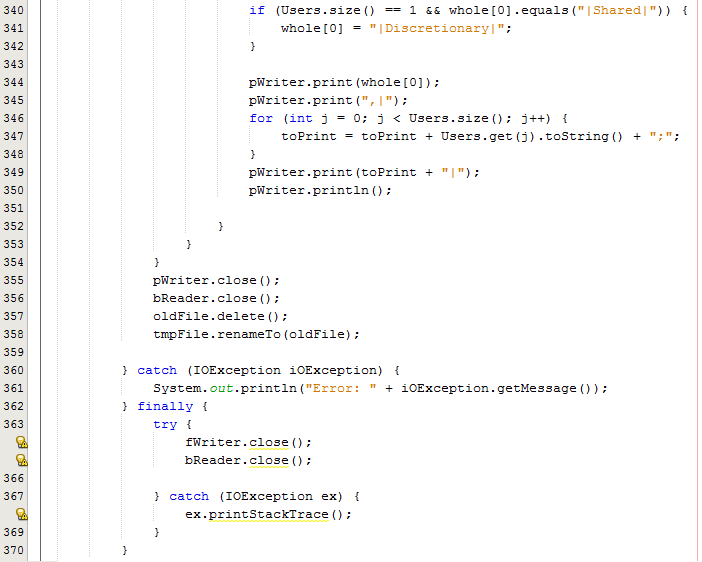 340 if (Users.size() == 1 && whole[0].equals("|Shared|")) {
341 whole[0] = "|Discretionary|";
342 }
343
344 pWriter.print(whole[0]);
345 pWriter.print(",|");
346 for (int j = 0; j < Users.size(); j++) {
347 toPrint = toPrint + Users.get(j).toString() + ";";
348 }
349 pWriter.print(toPrint + "|");
350 pWriter.println();
351
352 }
353 }
354 }
355 pWriter.close();
356 bReader.close();
357 oldFile.delete();
358 tmpFile.renameTo(oldFile);
359
360 } catch (IOException iOException) {
361 System.out.println("Error: " + iOException.getMessage());
362 } finally {
363 try {
fWriter.close();
bReader.close();
366
367 } catch (IOException ex) {
ex.printStackTrace();
369 }
370 }